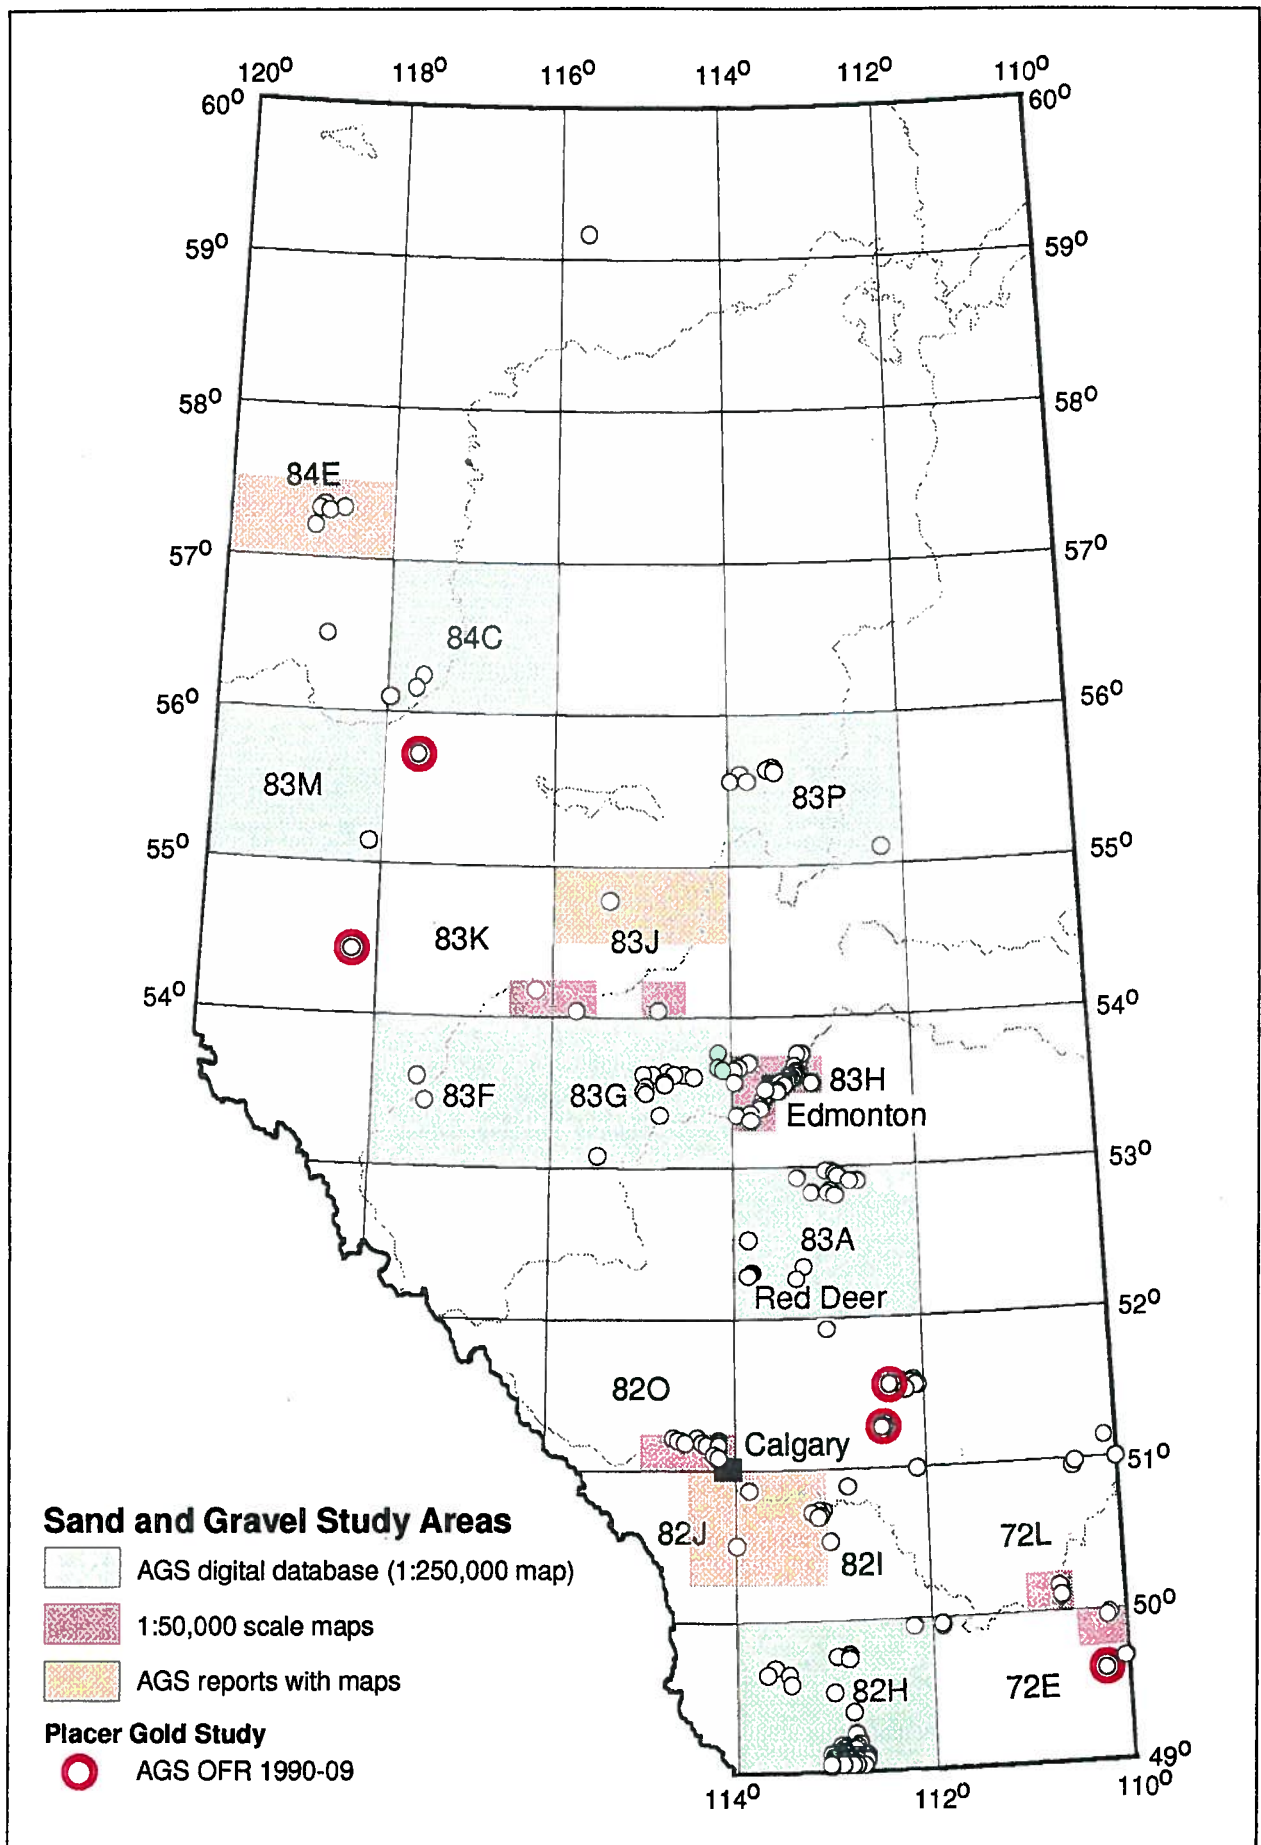 120⁰ 118⁰ 116⁰ 114⁰ 112⁰ 110⁰
60⁰ 60⁰
59⁰ 59⁰
58⁰ 58⁰
84E
57⁰ 57⁰
84C
56⁰ 56⁰
83M 83P
55⁰ 55⁰
83K 83J
54⁰ 54⁰
83F 83G 83H
Edmonton
53⁰
83A
Red Deer
52⁰
82O
Calgary
51⁰
Sand and Gravel Study Areas
82J 82I 72L
AGS digital database (1:250,000 map)
50⁰
1:50,000 scale maps
AGS reports with maps
82H 72E
Placer Gold Study
AGS OFR 1990-09
49⁰
114⁰ 112⁰ 110⁰